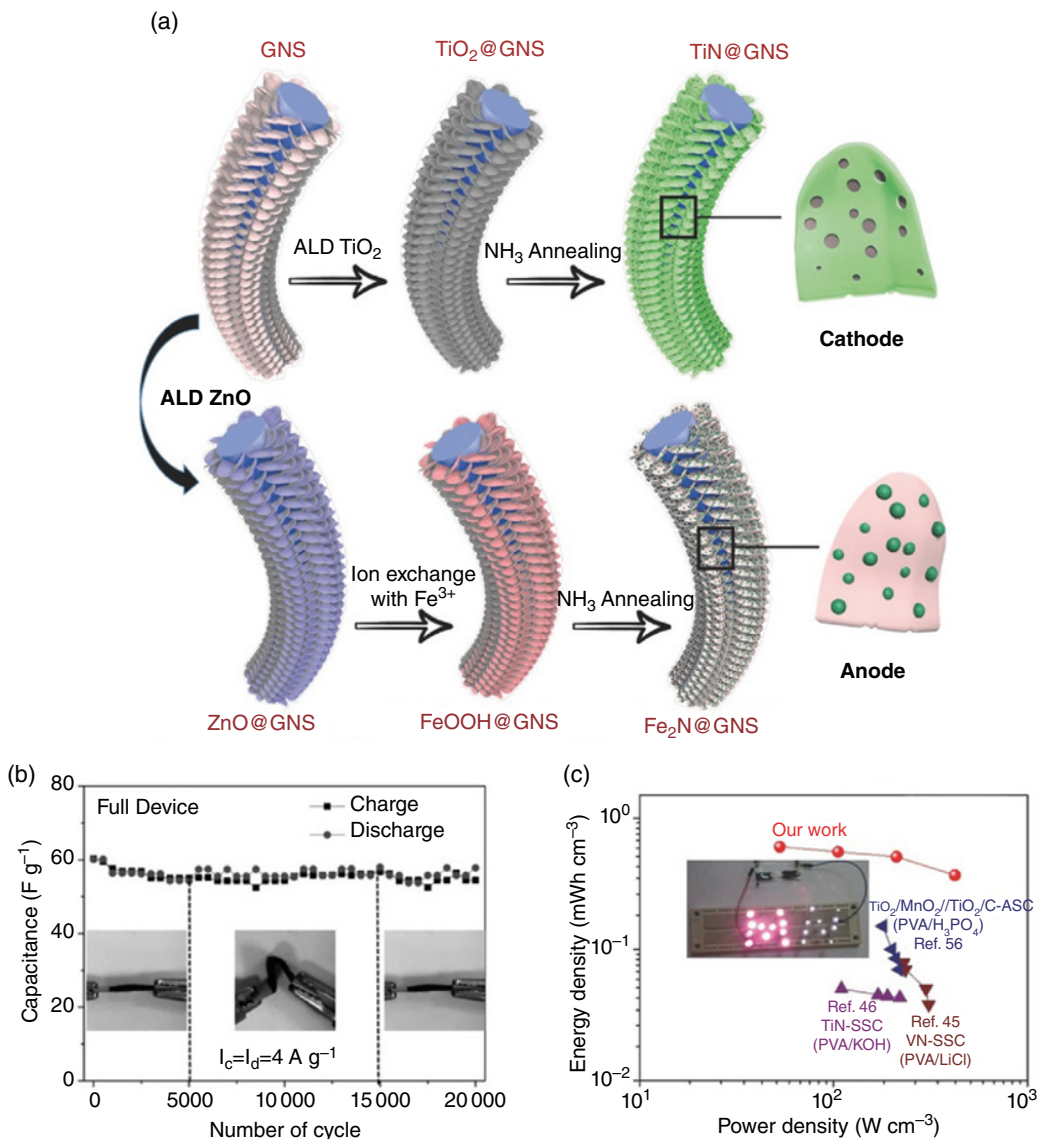 (a)
GNS
TiO₂@GNS
TiN@GNS
ALD TiO₂
NH₃ Annealing
Cathode
ALD ZnO
Ion exchange
with Fe³⁺
NH₃ Annealing
Anode
ZnO@GNS
FeOOH@GNS
Fe₂N@GNS
(b)
80
60
40
20
0
Capacitance (F g⁻¹)
Full Device
Charge
Discharge
I_c=I_d=4 A g⁻¹
0
5000
10 000
15 000
20 000
Number of cycle
(c)
10⁰
10⁻¹
10⁻²
Energy density (mWh cm⁻³)
Our work
TiO₂/MnO₂//TiO₂/C-ASC
(PVA/H₃PO₄)
Ref. 56
Ref. 46
TiN-SSC
(PVA/KOH)
Ref. 45
VN-SSC
(PVA/LiCl)
10¹
10²
10³
Power density (W cm⁻³)